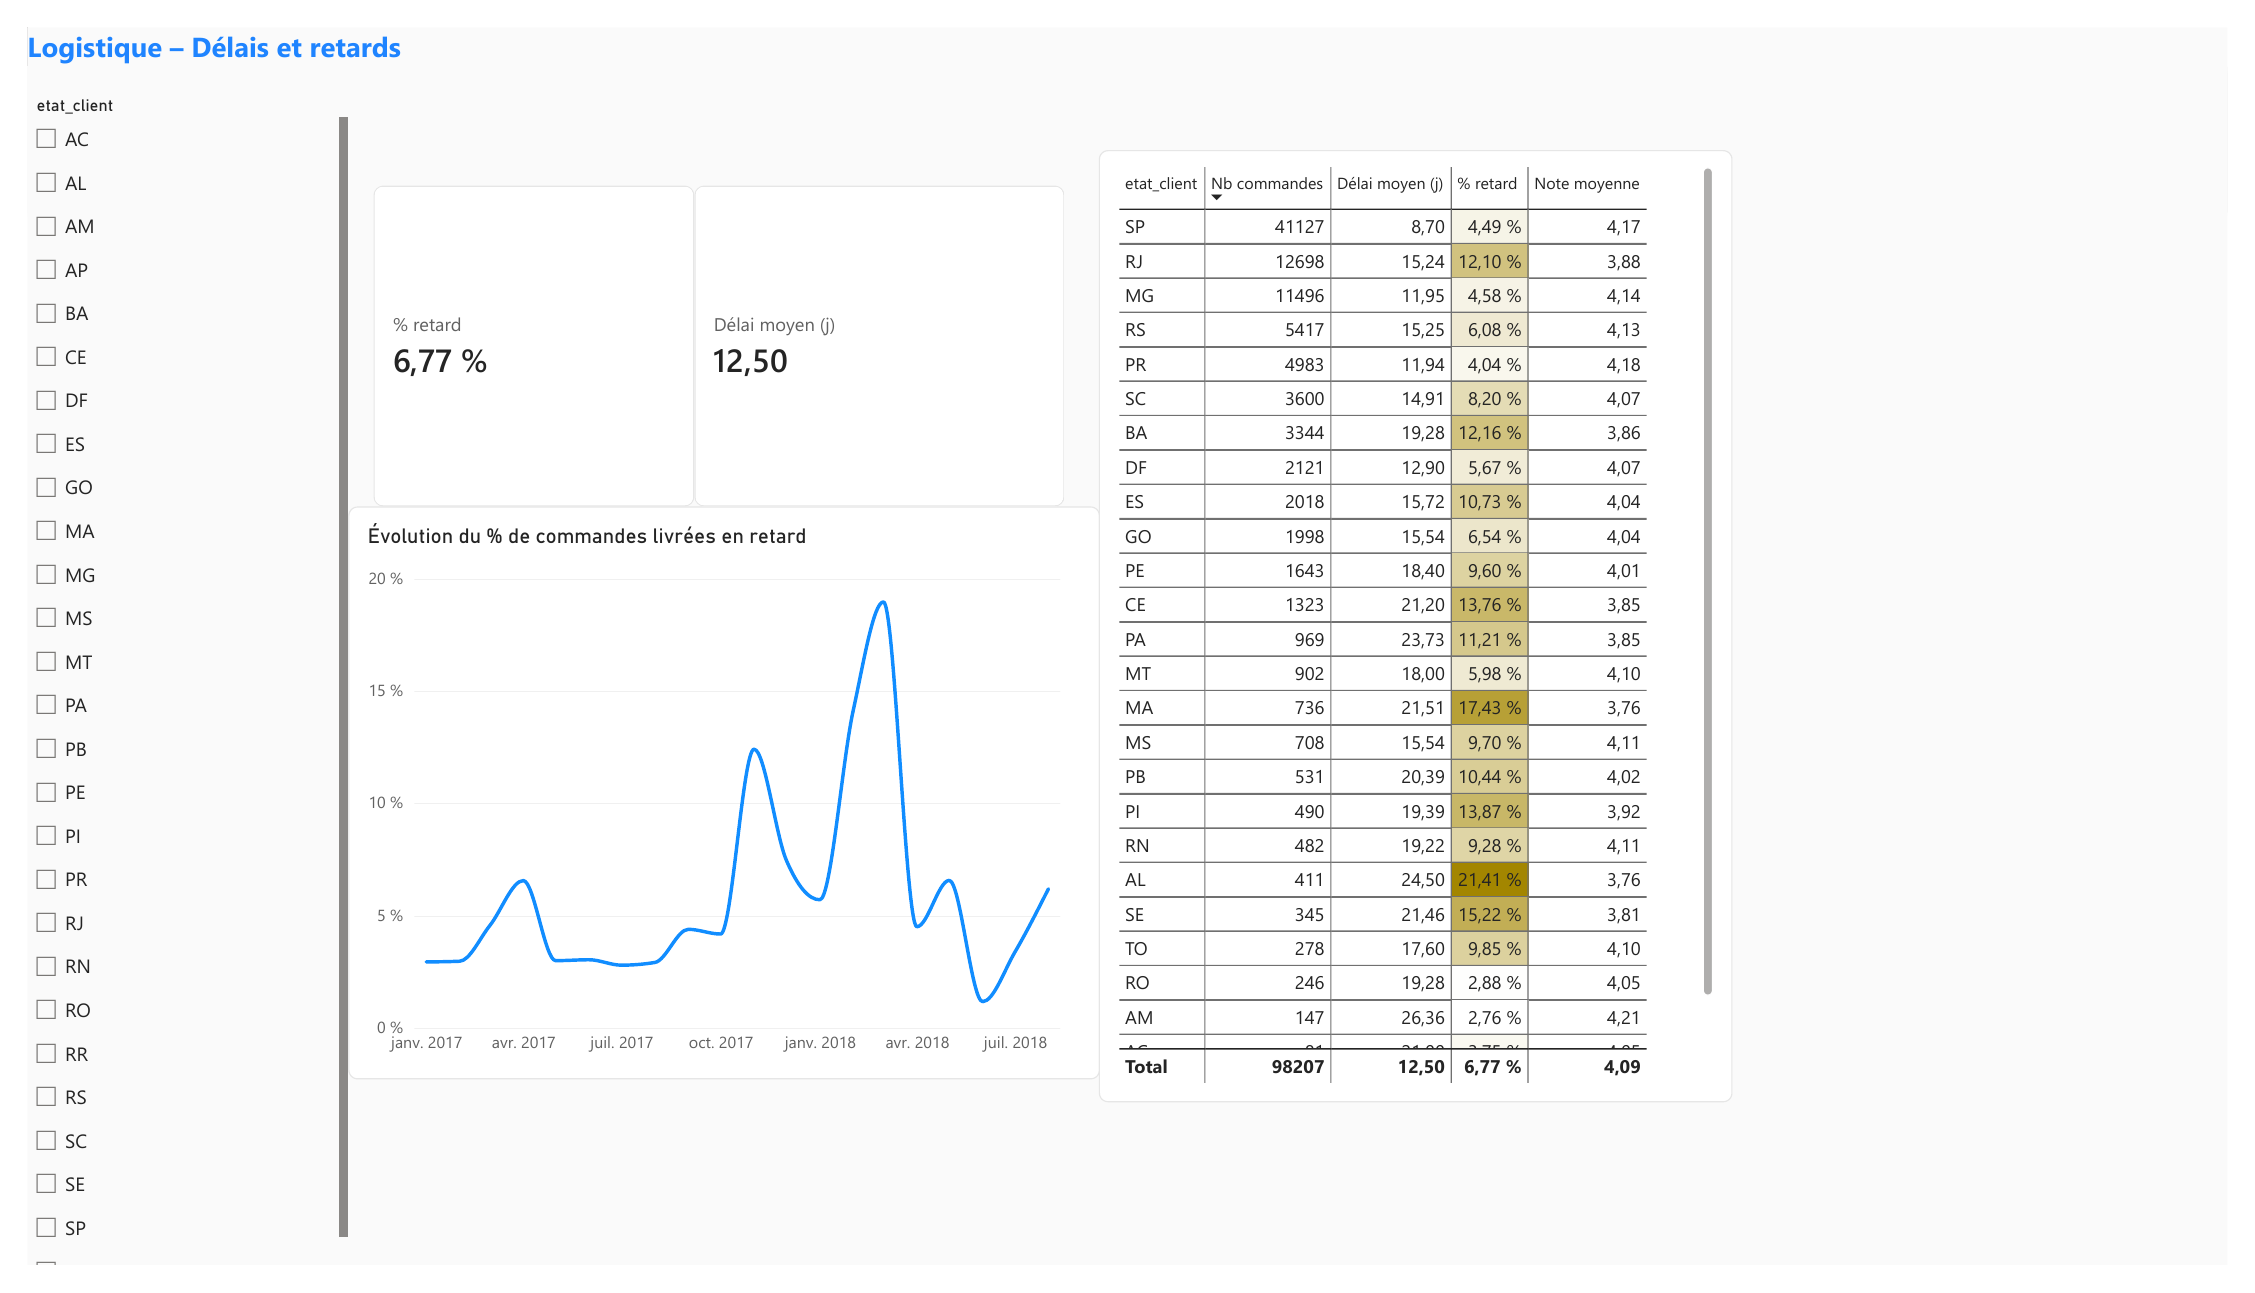 Logistique – Délais et retards
etat_client
AC
AL
AM
AP
BA
CE
DF
ES
GO
MA
MG
MS
MT
PA
PB
PE
PI
PR
RJ
RN
RO
RR
RS
SC
SE
SP
% retard
6,77 %
Délai moyen (j)
12,50
Évolution du % de commandes livrées en retard
20 %
15 %
10 %
5 %
0 %
janv. 2017 avr. 2017 juil. 2017 oct. 2017 janv. 2018 avr. 2018 juil. 2018
etat_client Nb commandes Délai moyen (j) % retard Note moyenne
SP 41127 8,70 4,49 % 4,17
RJ 12698 15,24 12,10 % 3,88
MG 11496 11,95 4,58 % 4,14
RS 5417 15,25 6,08 % 4,13
PR 4983 11,94 4,04 % 4,18
SC 3600 14,91 8,20 % 4,07
BA 3344 19,28 12,16 % 3,86
DF 2121 12,90 5,67 % 4,07
ES 2018 15,72 10,73 % 4,04
GO 1998 15,54 6,54 % 4,04
PE 1643 18,40 9,60 % 4,01
CE 1323 21,20 13,76 % 3,85
PA 969 23,73 11,21 % 3,85
MT 902 18,00 5,98 % 4,10
MA 736 21,51 17,43 % 3,76
MS 708 15,54 9,70 % 4,11
PB 531 20,39 10,44 % 4,02
PI 490 19,39 13,87 % 3,92
RN 482 19,22 9,28 % 4,11
AL 411 24,50 21,41 % 3,76
SE 345 21,46 15,22 % 3,81
TO 278 17,60 9,85 % 4,10
RO 246 19,28 2,88 % 4,05
AM 147 26,36 2,76 % 4,21
Total 98207 12,50 6,77 % 4,09